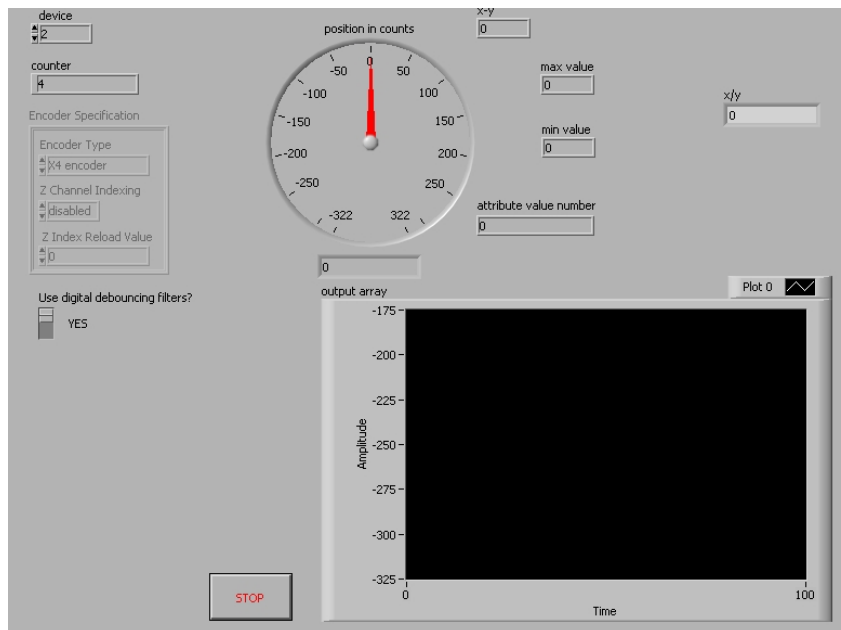 device
2
counter
4
Encoder Specification
Encoder Type
X4 encoder
Z Channel Indexing
disabled
Z Index Reload Value
0
Use digital debouncing filters?
YES
position in counts
0
-50
50
-100
100
-150
150
-200
200
-250
250
-322
322
0
x-y
0
max value
0
min value
0
attribute value number
0
x/y
0
output array
Plot 0
-175
-200
-225
-250
-275
-300
-325
Amplitude
0
100
Time
STOP